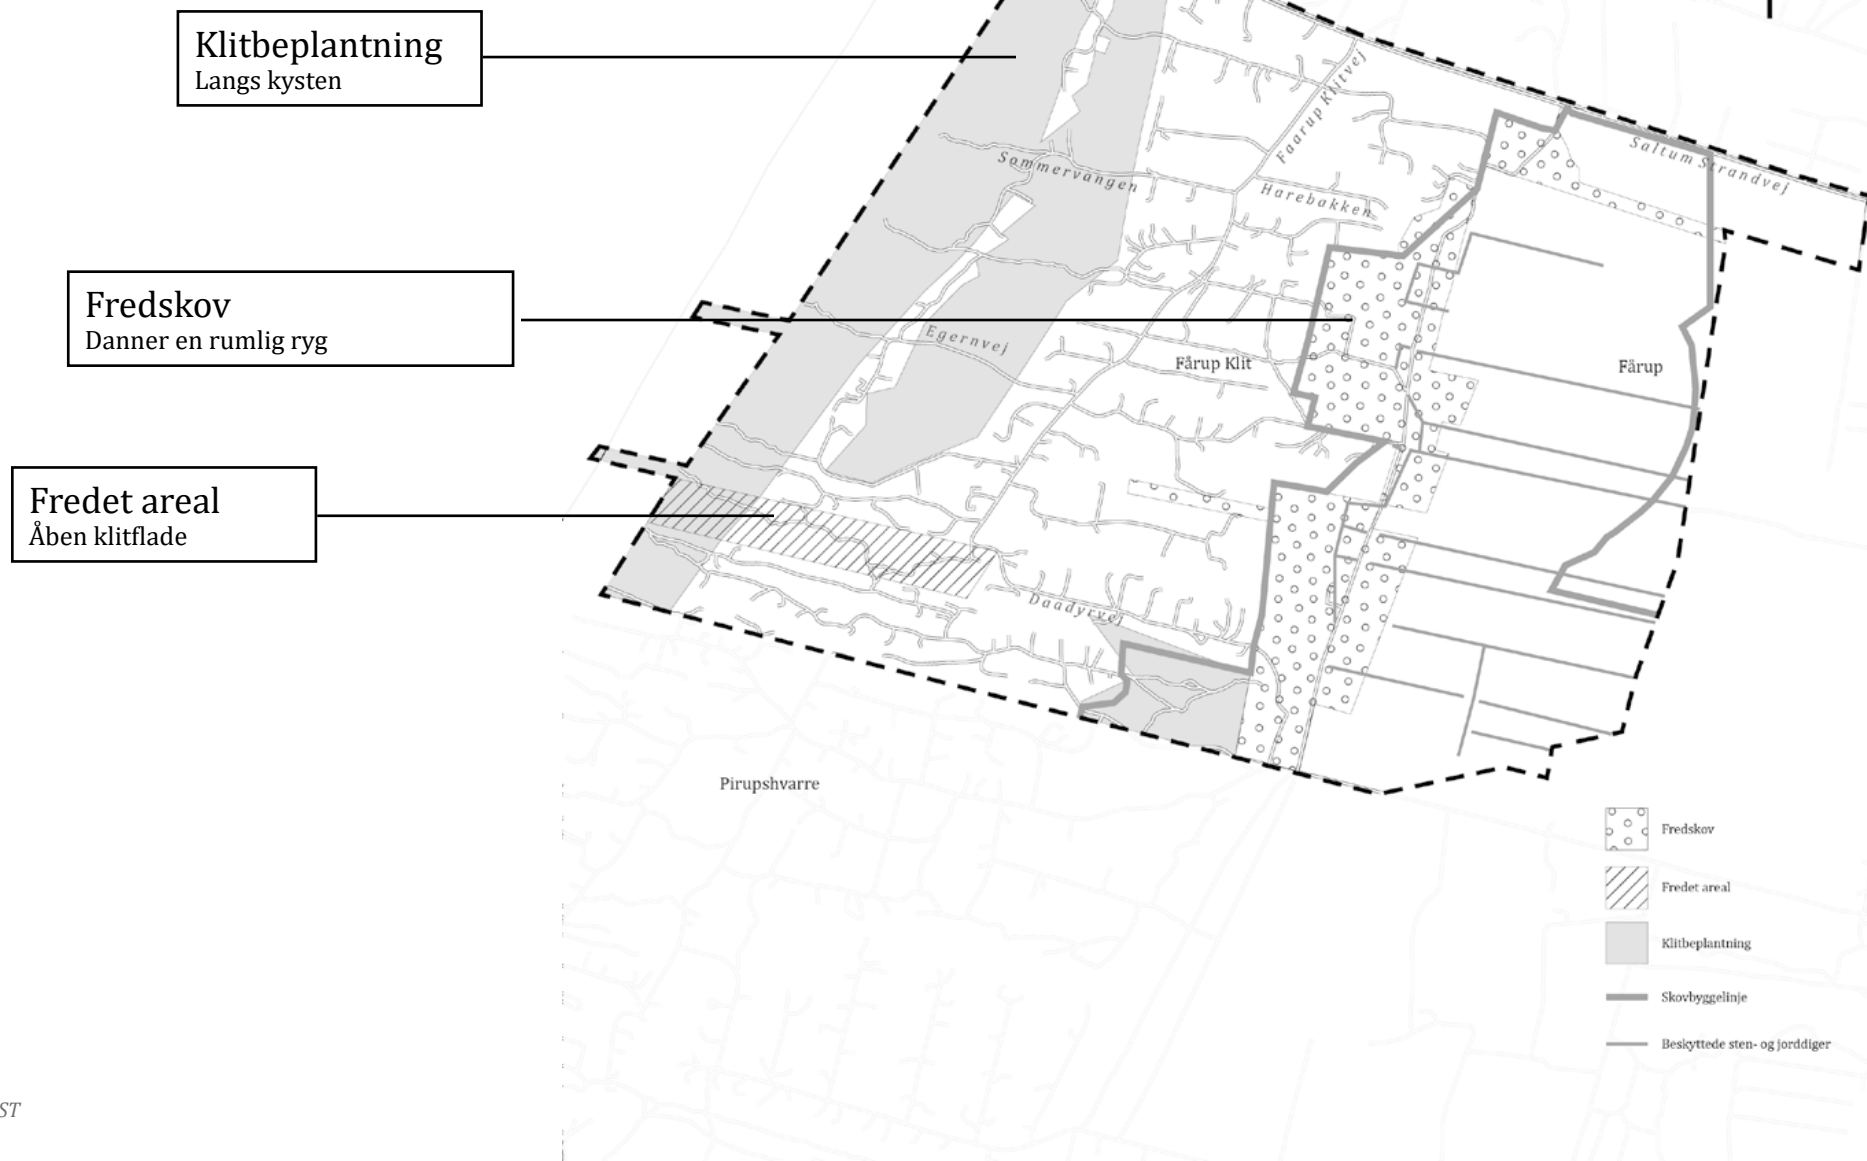 Klitbeplantning
Langs kysten
Faarup Klitvej
Saltum Strandvej
Sommervangen
Harebakken
Fredskov
Danner en rumlig ryg
Egernvej
Fårup Klit
Fårup
Fredet areal
Åben klitflade
Daadyrvej
Pirupshvarre
Fredskov
Fredet areal
Klitbeplantning
Skovbyggelinje
Beskyttede sten- og jorddiger
ST